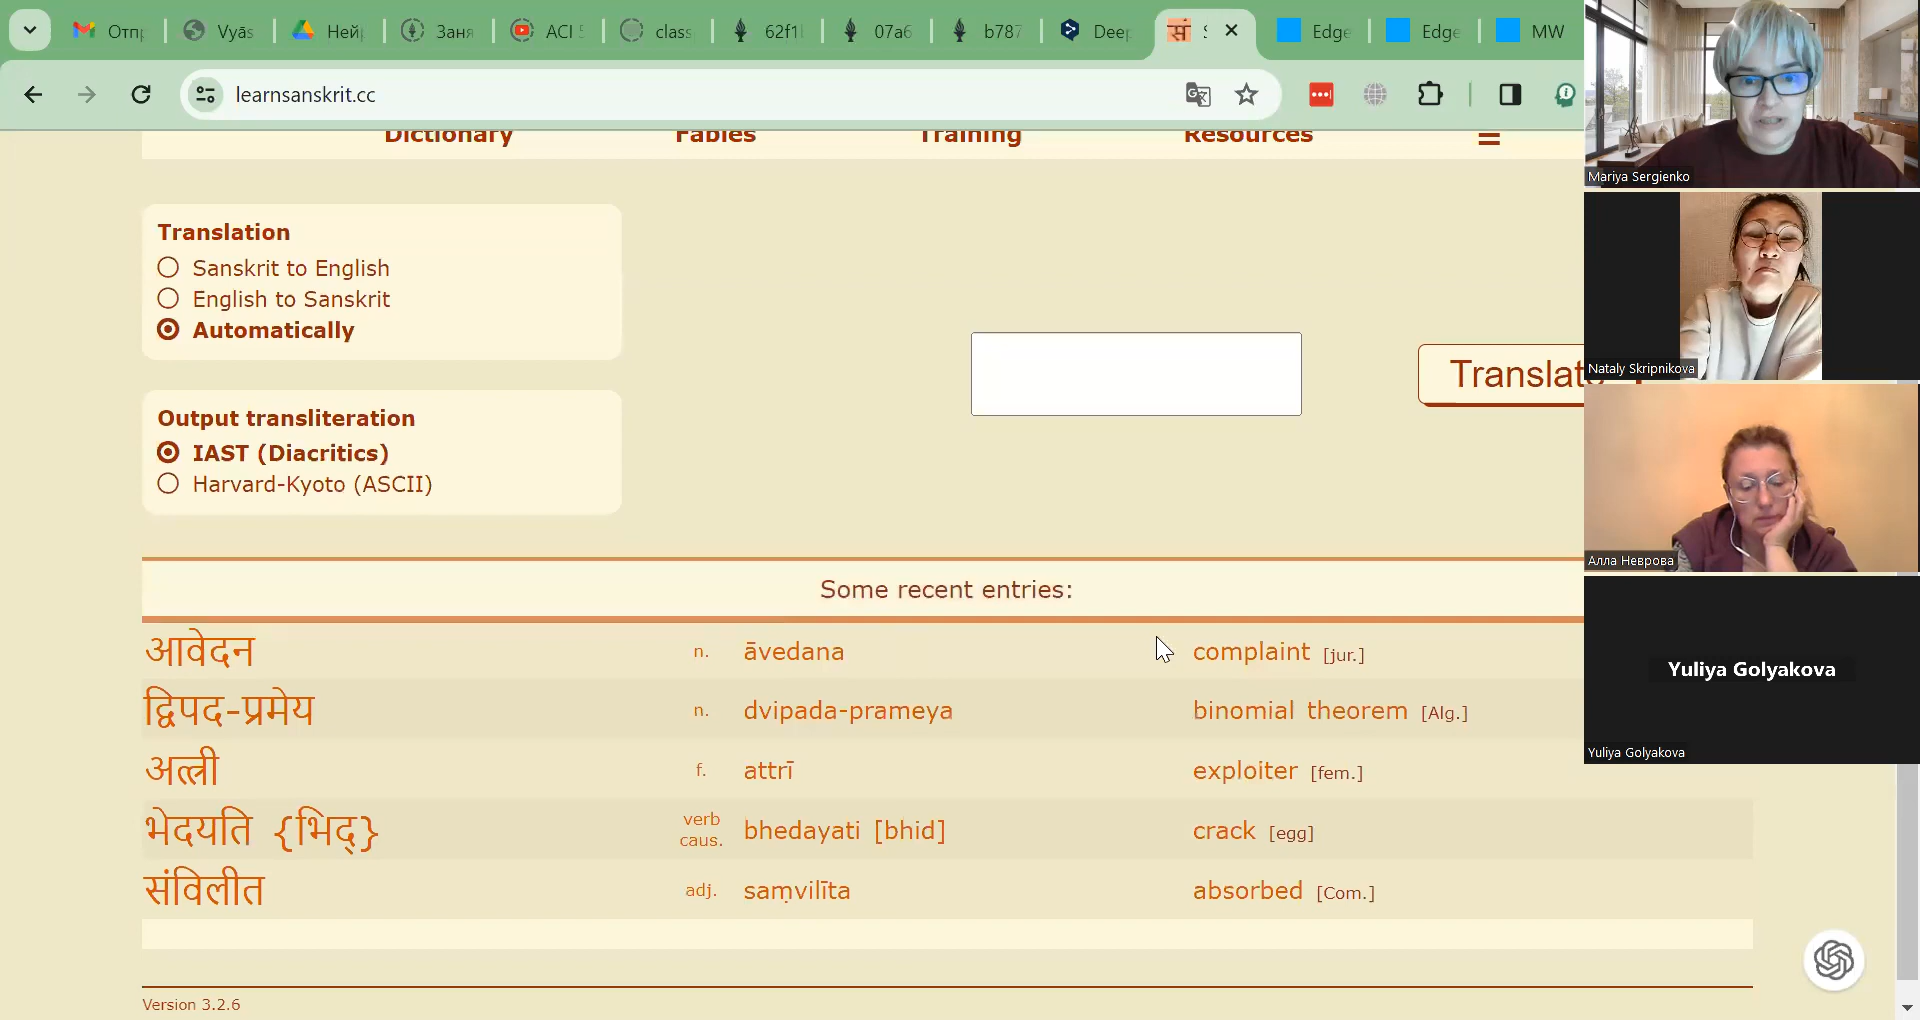 Отпр
Vyās
Ней
Заня
ACI 5
class
62f1
07a6
b787
Deep
S
Edge
Edge
MW
learnsanskrit.cc
Dictionary Fables Training Resources
Translation
Sanskrit to English
English to Sanskrit
Automatically
Output transliteration
IAST (Diacritics)
Harvard-Kyoto (ASCII)
Translat
Some recent entries:
आवेदन n. āvedana complaint [jur.]
द्विपद-प्रमेय n. dvipada-prameya binomial theorem [Alg.]
अत्त्री f. attrī exploiter [fem.]
भेदयति {भिद्} verb caus. bhedayati [bhid] crack [egg]
संविलीत adj. saṃvilīta absorbed [Com.]
Version 3.2.6
Mariya Sergienko
Nataly Skripnikova
Алла Неврова
Yuliya Golyakova
Yuliya Golyakova